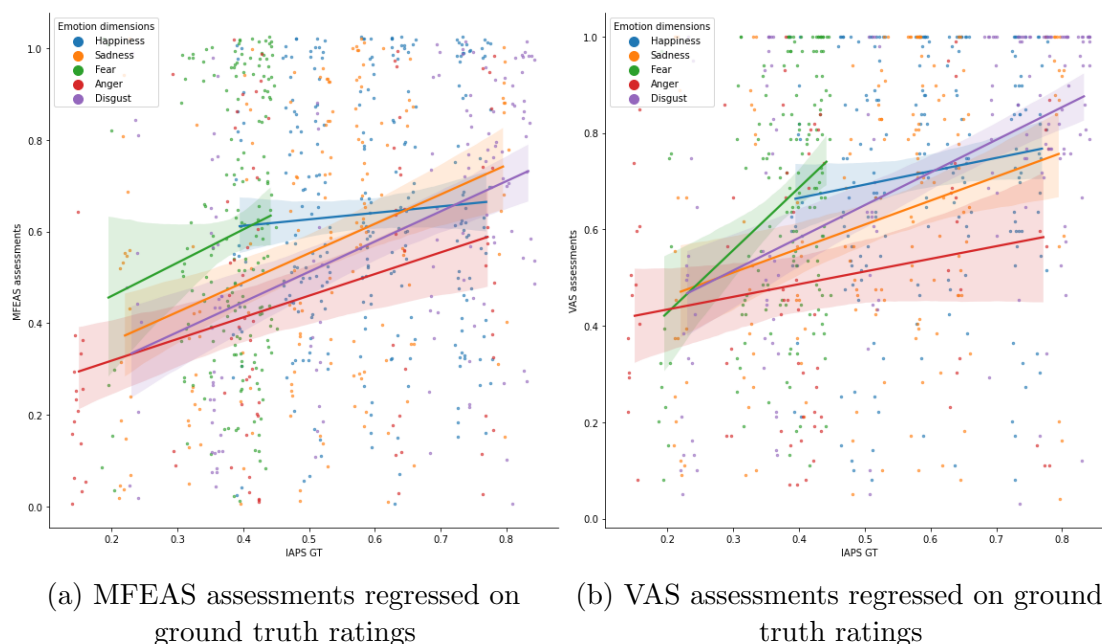 Emotion dimensions
Happiness
Sadness
Fear
Anger
Disgust
1.0
0.8
0.6
0.4
0.2
0.0
MFEAS assessments
0.2 0.3 0.4 0.5 0.6 0.7 0.8
IAPS GT
(a) MFEAS assessments regressed on
ground truth ratings
Emotion dimensions
Happiness
Sadness
Fear
Anger
Disgust
1.0
0.8
0.6
0.4
0.2
0.0
VAS assessments
0.2 0.3 0.4 0.5 0.6 0.7 0.8
IAPS GT
(b) VAS assessments regressed on ground
truth ratings